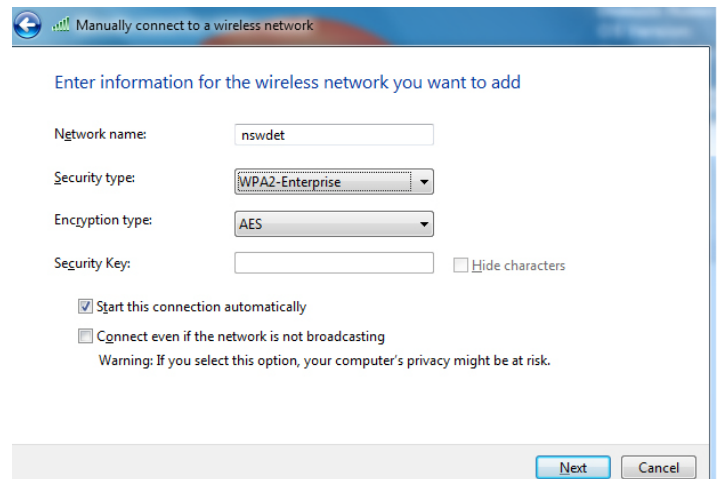 Manually connect to a wireless network
Enter information for the wireless network you want to add
Network name: nswdet
Security type: WPA2-Enterprise
Encryption type: AES
Security Key: Hide characters
Start this connection automatically
Connect even if the network is not broadcasting
Warning: If you select this option, your computer's privacy might be at risk.
Next Cancel